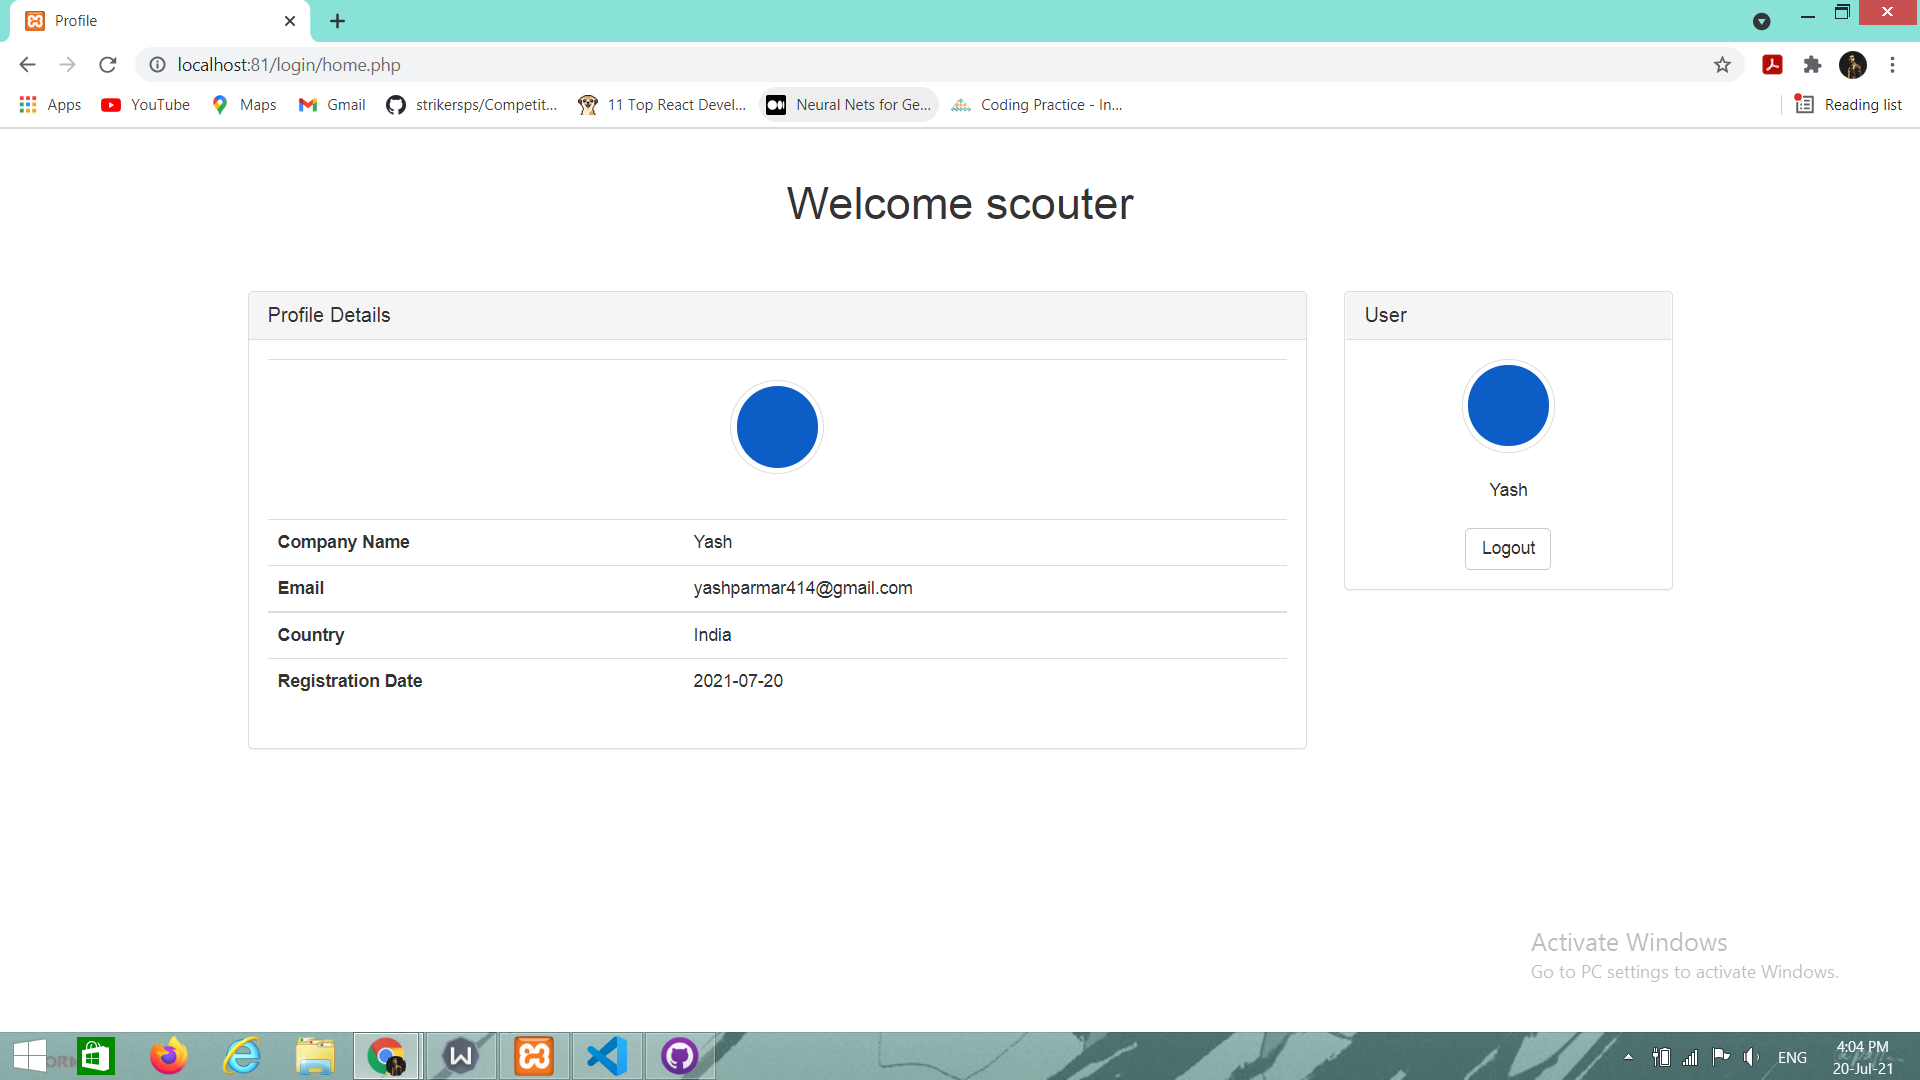 Profile
localhost:81/login/home.php
Apps YouTube Maps Gmail strikersps/Competit... 11 Top React Devel... Neural Nets for Ge... Coding Practice - In... Reading list
Welcome scouter
Profile Details
Company Name Yash
Email yashparmar414@gmail.com
Country India
Registration Date 2021-07-20
User
Yash
Logout
Activate Windows
Go to PC settings to activate Windows.
ENG
4:04 PM
20-Jul-21